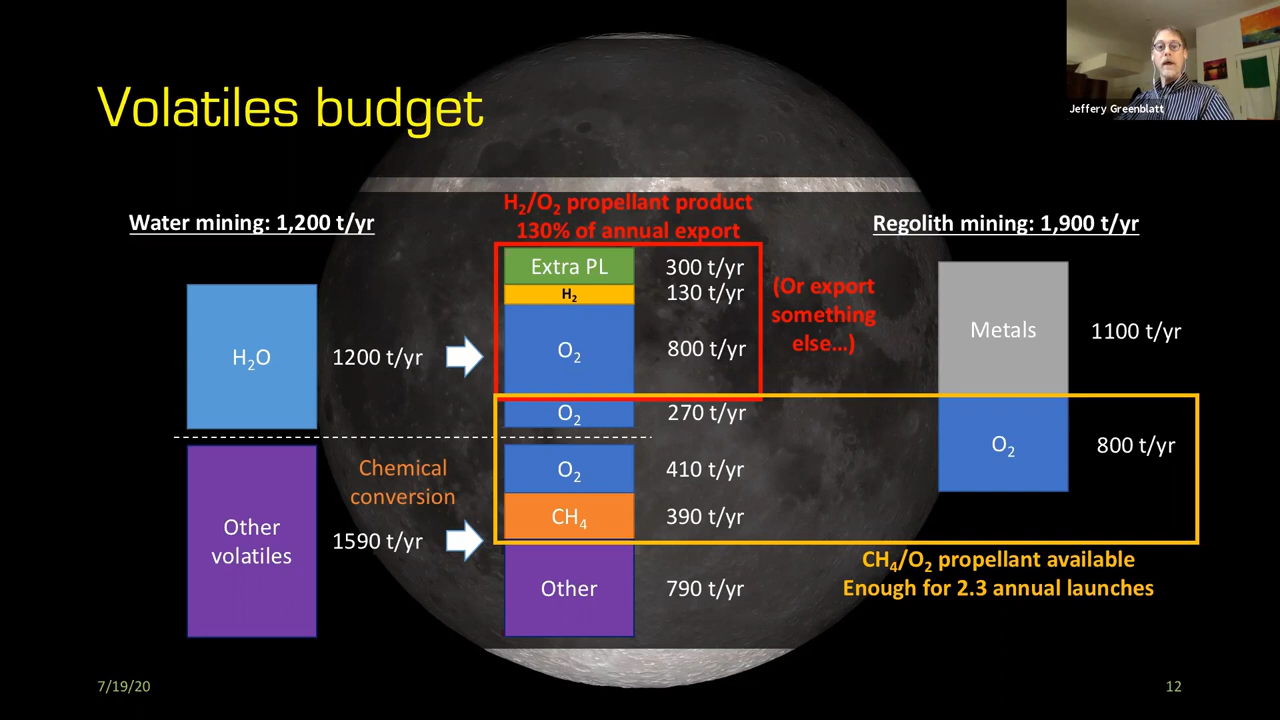 Jeffery Greenblatt
Volatiles budget
Water mining: 1,200 t/yr
H₂O
1200 t/yr
Other
volatiles
1590 t/yr
Chemical
conversion
H₂/O₂ propellant product
130% of annual export
Extra PL
300 t/yr
H₂
130 t/yr
O₂
800 t/yr
(Or export
something
else…)
O₂
270 t/yr
O₂
410 t/yr
CH₄
390 t/yr
Other
790 t/yr
Regolith mining: 1,900 t/yr
Metals
1100 t/yr
O₂
800 t/yr
CH₄/O₂ propellant available
Enough for 2.3 annual launches
7/19/20
12